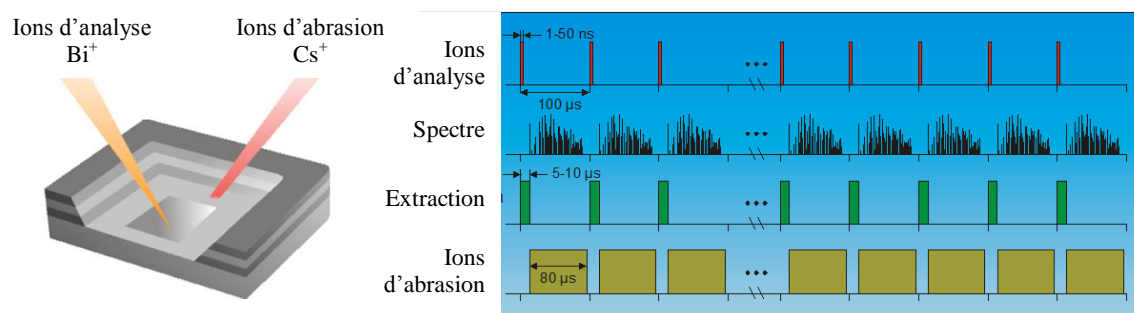 Ions d'analyse
Bi+
Ions d'abrasion
Cs+
Ions
d'analyse
1-50 ns
100 µs
Spectre
Extraction
5-10 µs
Ions
d'abrasion
80 µs